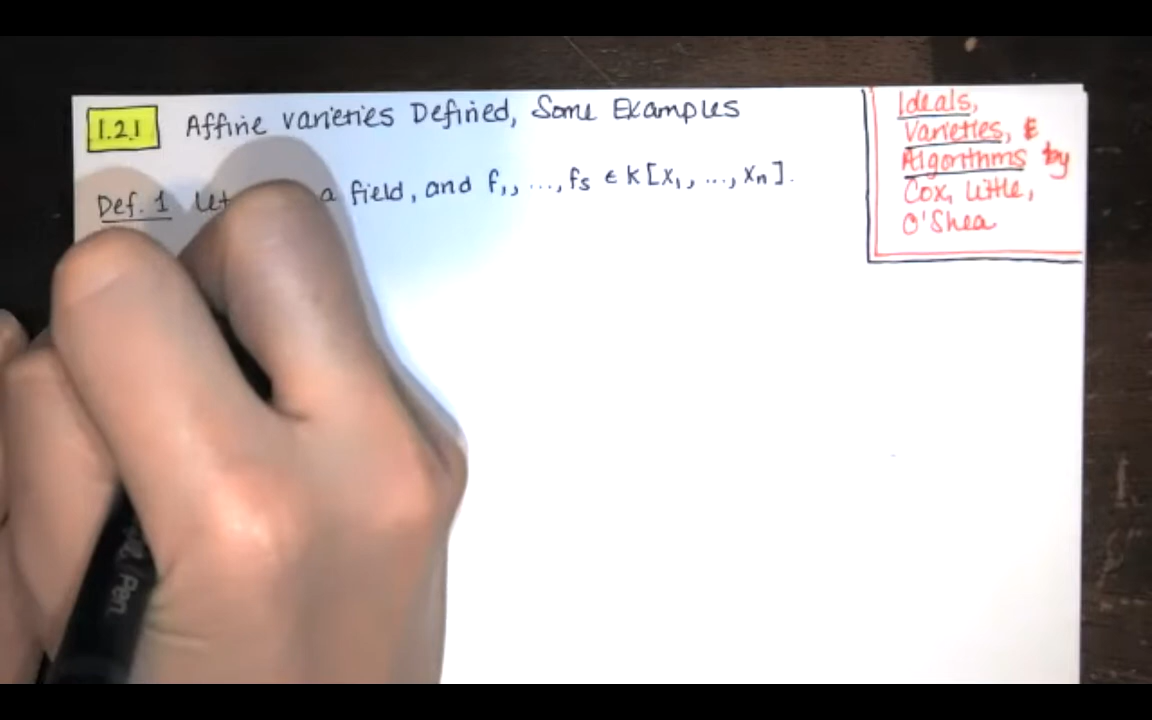 1.2.1 Affine Varieties Defined, Some Examples
Def. 1 Let a field, and f₁, ..., fₛ ∈ k[x₁, ..., xₙ].
Ideals,
Varieties, &
Algorithms by
Cox, Little,
O'Shea
Pen